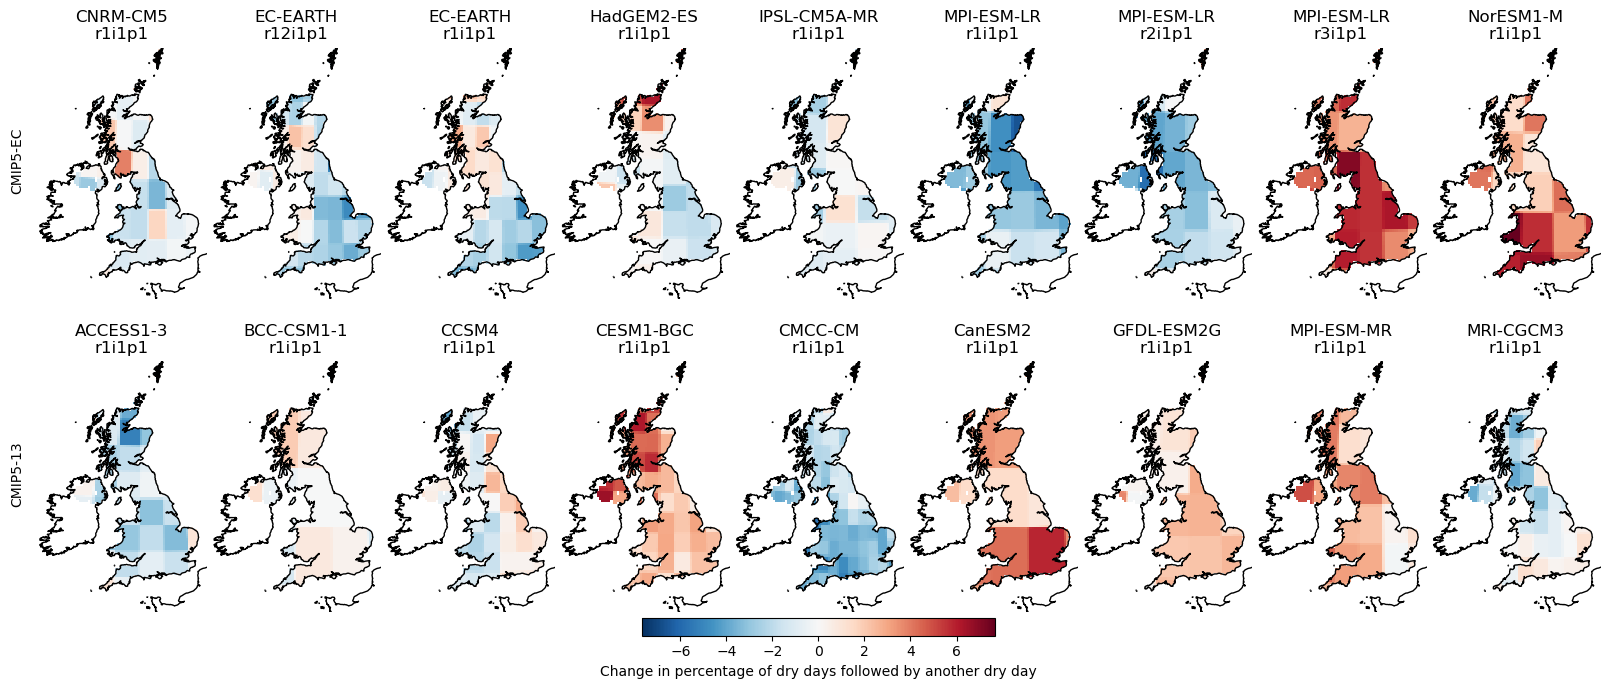 CNRM-CM5 EC-EARTH EC-EARTH HadGEM2-ES IPSL-CM5A-MR MPI-ESM-LR MPI-ESM-LR MPI-ESM-LR NorESM1-M
r1i1p1 r12i1p1 r1i1p1 r1i1p1 r1i1p1 r1i1p1 r2i1p1 r3i1p1 r1i1p1
CMIP5-EC
ACCESS1-3 BCC-CSM1-1 CCSM4 CESM1-BGC CMCC-CM CanESM2 GFDL-ESM2G MPI-ESM-MR MRI-CGCM3
r1i1p1 r1i1p1 r1i1p1 r1i1p1 r1i1p1 r1i1p1 r1i1p1 r1i1p1 r1i1p1
CMIP5-13
−6 −4 −2 0 2 4 6
Change in percentage of dry days followed by another dry day